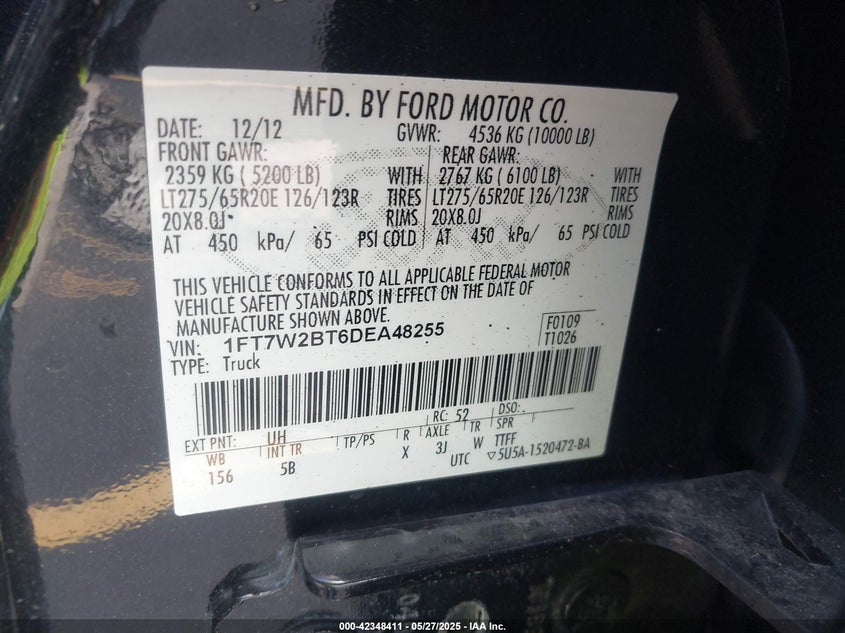 MFD. BY FORD MOTOR CO.
DATE: 12/12 GVWR: 4536 KG (10000 LB)
FRONT GAWR: REAR GAWR:
2359 KG ( 5200 LB) WITH 2767 KG ( 6100 LB) WITH
LT275/65R20E 126/123R TIRES LT275/65R20E 126/123R TIRES
20X8.0J RIMS 20X8.0J RIMS
AT 450 kPa/ 65 PSI COLD AT 450 kPa/ 65 PSI COLD
THIS VEHICLE CONFORMS TO ALL APPLICABLE FEDERAL MOTOR
VEHICLE SAFETY STANDARDS IN EFFECT ON THE DATE OF
MANUFACTURE SHOWN ABOVE.
VIN: 1FT7W2BT6DEA48255 F0109
TYPE: Truck T1026
RC: 52 DSO:
EXT PNT: UH
WB INT TR TP/PS R AXLE TR SPR
156 5B X 3J W TTFF
UTC ▽5U5A-1520472-BA
000-42348411 — 05/27/2025 — IAA Inc.